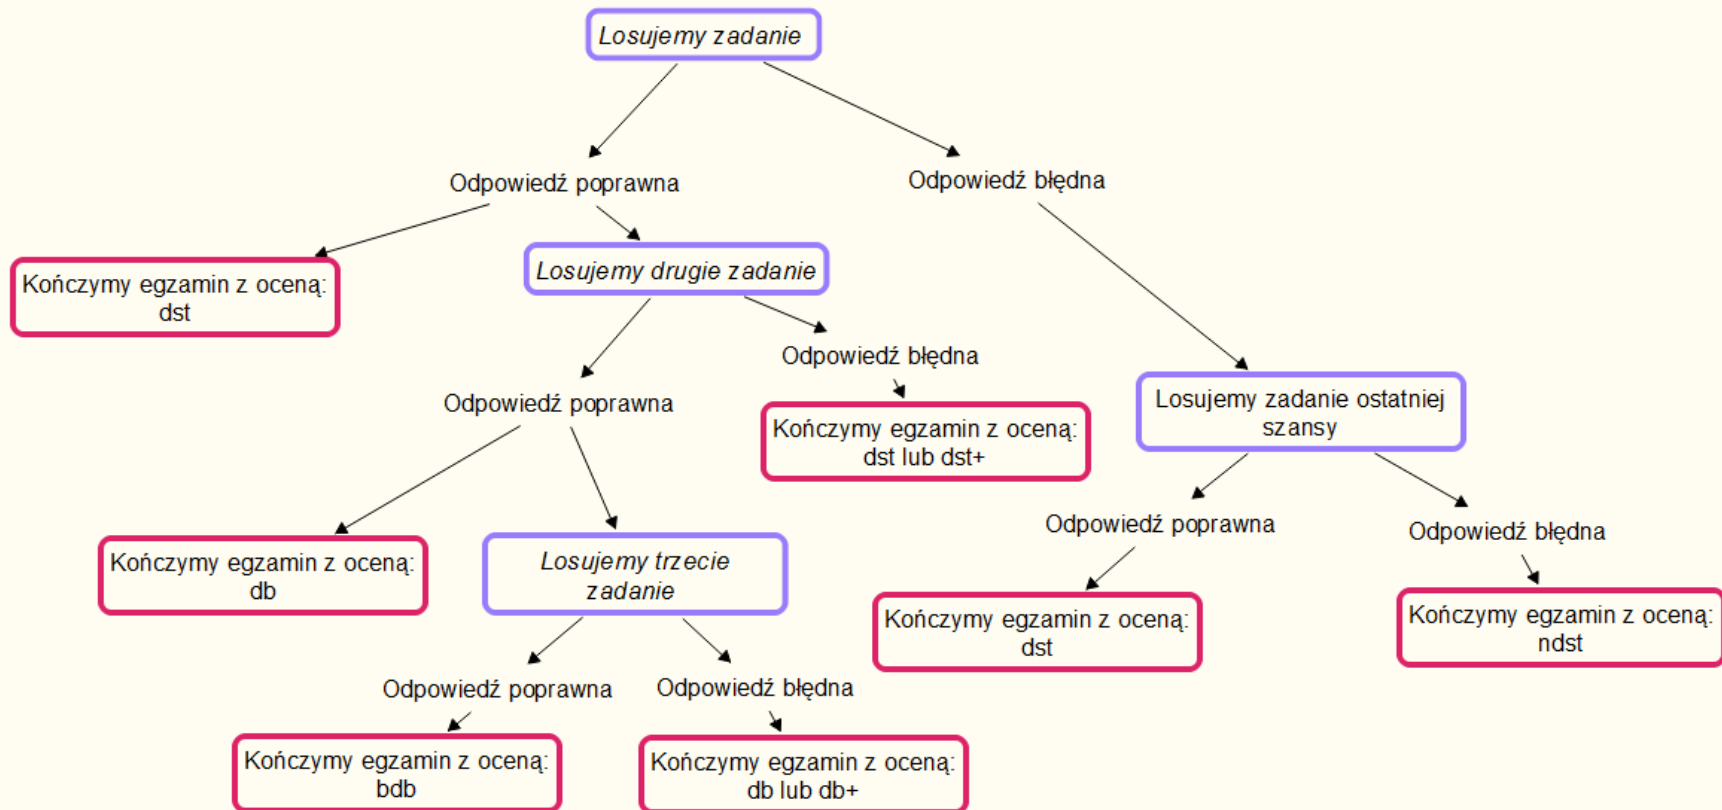 Losujemy zadanie
Odpowiedź poprawna
Odpowiedź błędna
Kończymy egzamin z oceną:
dst
Losujemy drugie zadanie
Odpowiedź błędna
Odpowiedź poprawna
Kończymy egzamin z oceną:
dst lub dst+
Losujemy zadanie ostatniej
szansy
Odpowiedź poprawna
Odpowiedź błędna
Kończymy egzamin z oceną:
db
Losujemy trzecie
zadanie
Kończymy egzamin z oceną:
dst
Kończymy egzamin z oceną:
ndst
Odpowiedź poprawna
Odpowiedź błędna
Kończymy egzamin z oceną:
bdb
Kończymy egzamin z oceną:
db lub db+